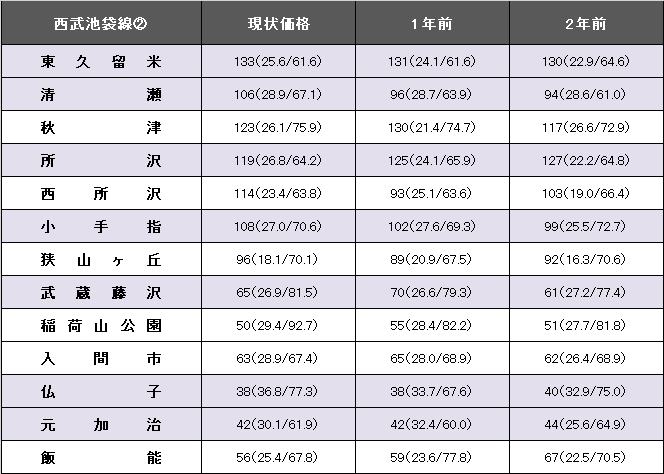 西武池袋線② 現状価格 1年前 2年前
東久留米 133(25.6/61.6) 131(24.1/61.6) 130(22.9/64.6)
清瀬 106(28.9/67.1) 96(28.7/63.9) 94(28.6/61.0)
秋津 123(26.1/75.9) 130(21.4/74.7) 117(26.6/72.9)
所沢 119(26.8/64.2) 125(24.1/65.9) 127(22.2/64.8)
西所沢 114(23.4/63.8) 93(25.1/63.6) 103(19.0/66.4)
小手指 108(27.0/70.6) 102(27.6/69.3) 99(25.5/72.7)
狭山ヶ丘 96(18.1/70.1) 89(20.9/67.5) 92(16.3/70.6)
武蔵藤沢 65(26.9/81.5) 70(26.6/79.3) 61(27.2/77.4)
稲荷山公園 50(29.4/92.7) 55(28.4/82.2) 51(27.7/81.8)
入間市 63(28.9/67.4) 65(28.0/68.9) 62(26.4/68.9)
仏子 38(36.8/77.3) 38(33.7/67.6) 40(32.9/75.0)
元加治 42(30.1/61.9) 42(32.4/60.0) 44(25.6/64.9)
飯能 56(25.4/67.8) 59(23.6/77.8) 67(22.5/70.5)